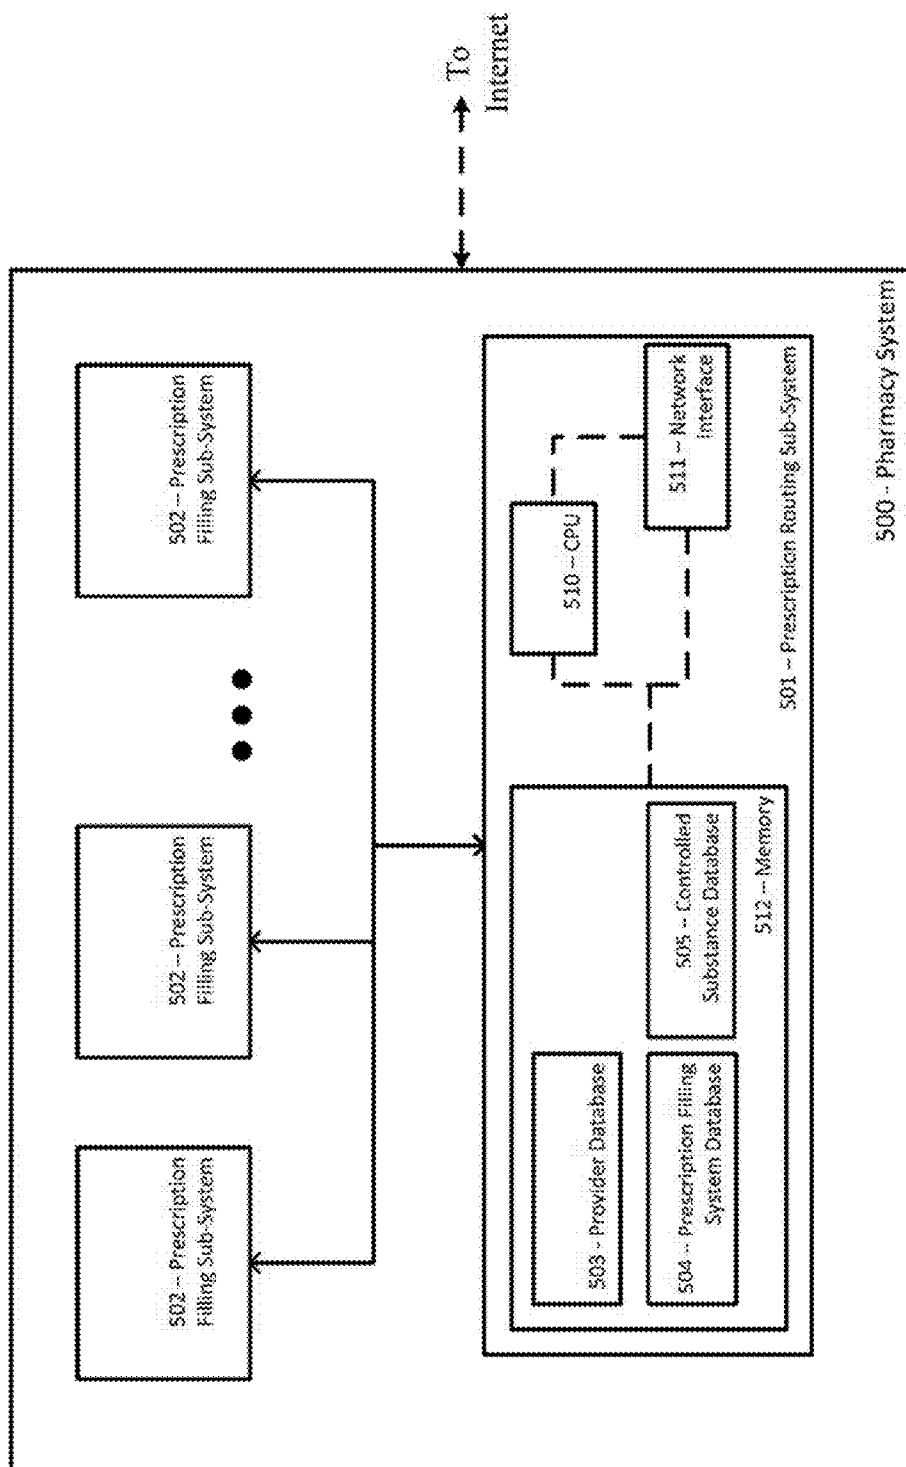 502 – Prescription
Filling Sub-System
502 – Prescription
Filling Sub-System
502 – Prescription
Filling Sub-System
To
Internet
503 - Provider Database
504 – Prescription Filling
System Database
505 – Controlled
Substance Database
512 – Memory
510 – CPU
511 – Network
Interface
501 – Prescription Routing Sub-System
500 - Pharmacy System